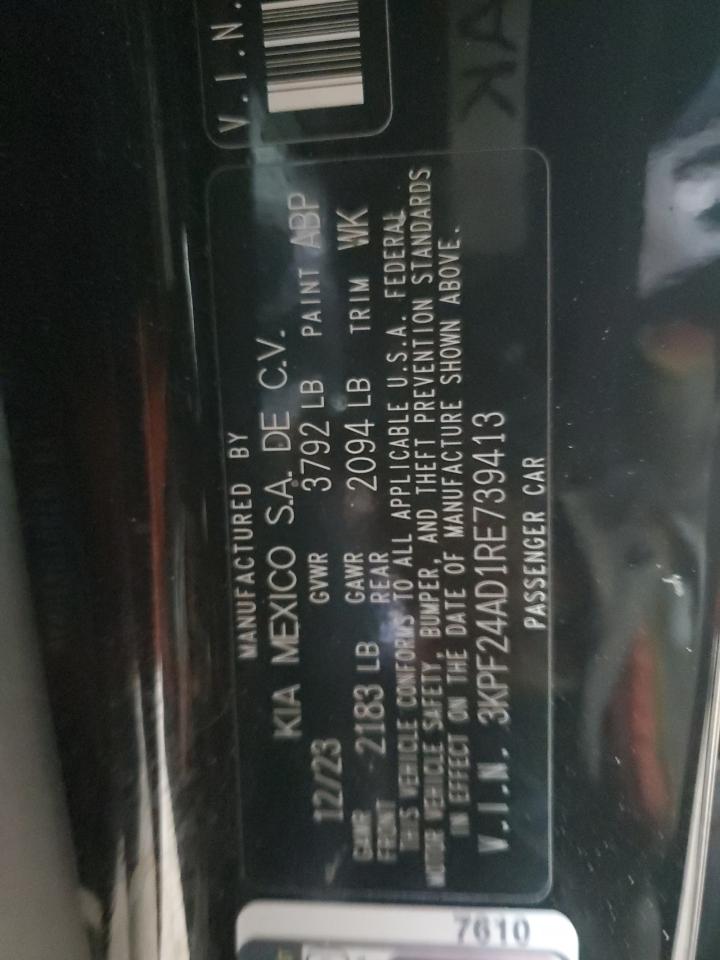 V.I.N.
MANUFACTURED BY
KIA MEXICO S.A. DE C.V.
12/23 GVWR 3792 LB PAINT ABP
GAWR FRONT 2183 LB GAWR REAR 2094 LB TRIM WK
THIS VEHICLE CONFORMS TO ALL APPLICABLE U.S.A. FEDERAL
MOTOR VEHICLE SAFETY, BUMPER, AND THEFT PREVENTION STANDARDS
IN EFFECT ON THE DATE OF MANUFACTURE SHOWN ABOVE.
V.I.N. 3KPF24AD1RE739413
PASSENGER CAR
7610